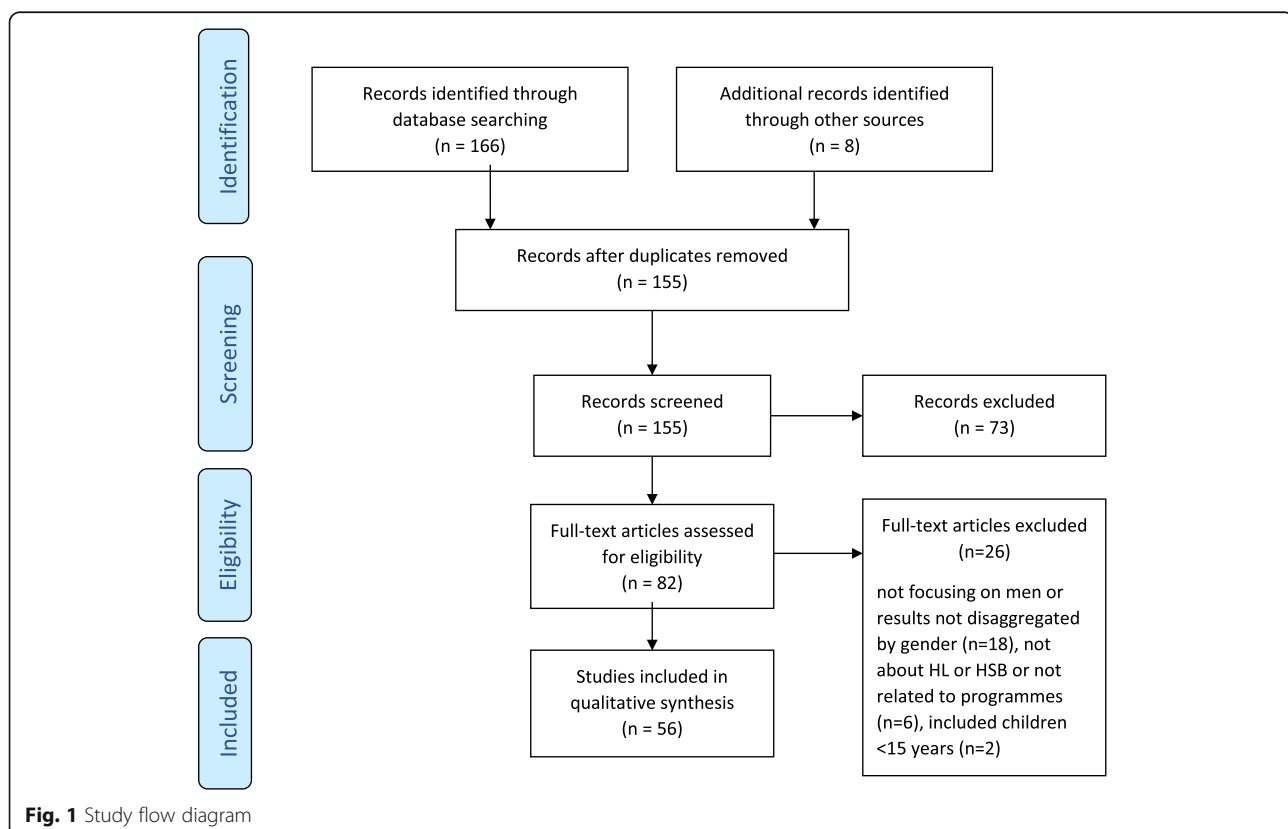 Identification
Records identified through
database searching
(n = 166)
Additional records identified
through other sources
(n = 8)
Records after duplicates removed
(n = 155)
Screening
Records screened
(n = 155)
Records excluded
(n = 73)
Eligibility
Full-text articles assessed
for eligibility
(n = 82)
Full-text articles excluded
(n=26)
not focusing on men or
results not disaggregated
by gender (n=18), not
about HL or HSB or not
related to programmes
(n=6), included children
<15 years (n=2)
Included
Studies included in
qualitative synthesis
(n = 56)
Fig. 1 Study flow diagram